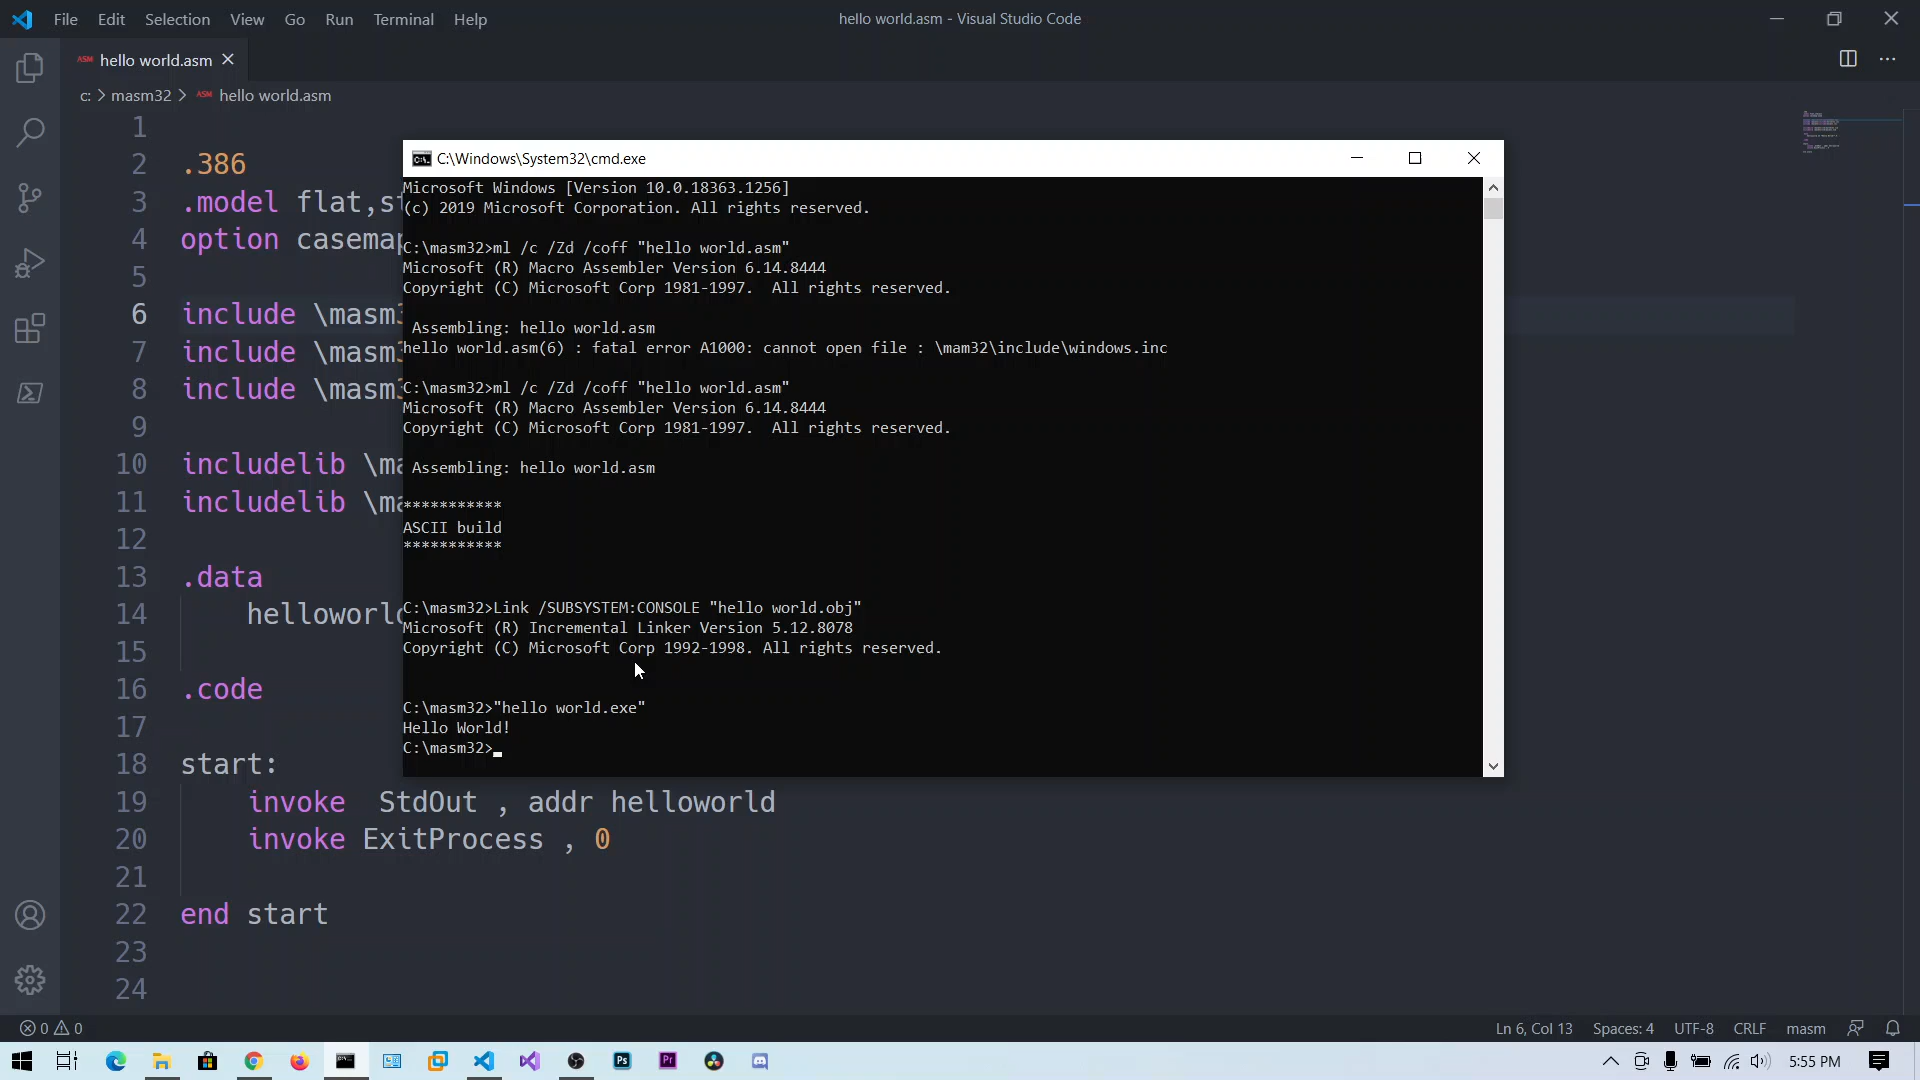 File Edit Selection View Go Run Terminal Help
hello world.asm - Visual Studio Code
ASM hello world.asm
c: > masm32 > ASM hello world.asm
1
2 .386
3 .model flat,st
4 option casemap
5
6 include \masm3
7 include \masm3
8 include \masm3
9
10 includelib \ma
11 includelib \ma
12
13 .data
14 helloworld
15
16 .code
17
18 start:
19 invoke StdOut , addr helloworld
20 invoke ExitProcess , 0
21
22 end start
23
24
C:\Windows\System32\cmd.exe
Microsoft Windows [Version 10.0.18363.1256]
(c) 2019 Microsoft Corporation. All rights reserved.
C:\masm32>ml /c /Zd /coff "hello world.asm"
Microsoft (R) Macro Assembler Version 6.14.8444
Copyright (C) Microsoft Corp 1981-1997.  All rights reserved.
Assembling: hello world.asm
hello world.asm(6) : fatal error A1000: cannot open file : \mam32\include\windows.inc
C:\masm32>ml /c /Zd /coff "hello world.asm"
Microsoft (R) Macro Assembler Version 6.14.8444
Copyright (C) Microsoft Corp 1981-1997.  All rights reserved.
Assembling: hello world.asm
***********
ASCII build
***********
C:\masm32>Link /SUBSYSTEM:CONSOLE "hello world.obj"
Microsoft (R) Incremental Linker Version 5.12.8078
Copyright (C) Microsoft Corp 1992-1998. All rights reserved.
C:\masm32>"hello world.exe"
Hello World!
C:\masm32>
0 0
Ln 6, Col 13 Spaces: 4 UTF-8 CRLF masm
Ps Pr
5:55 PM